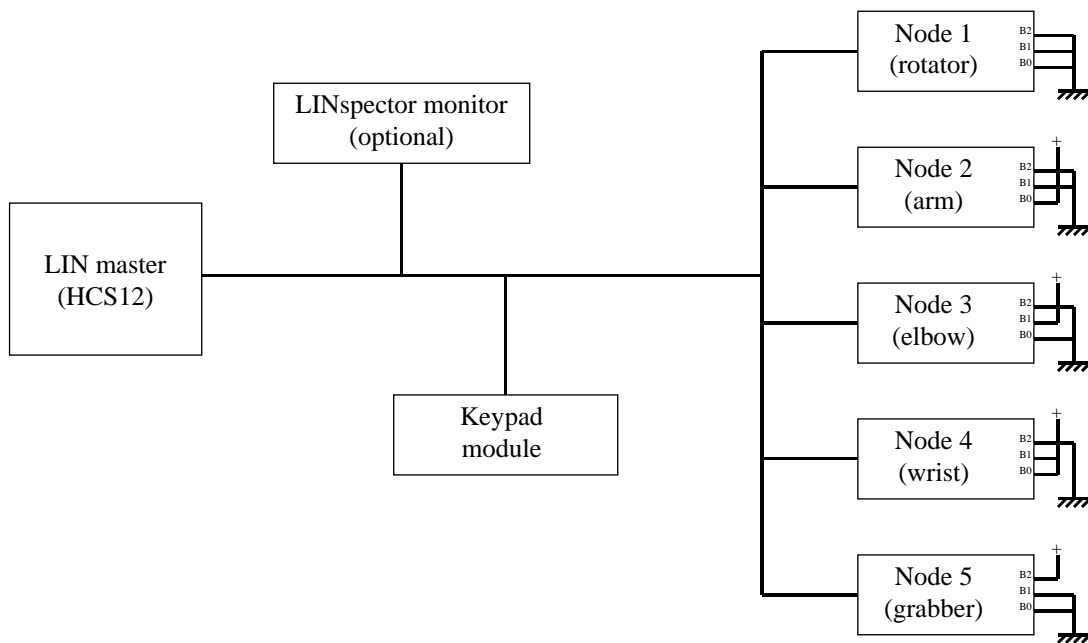 Node 1
(rotator)
B2
B1
B0
LINspector monitor
(optional)
+
Node 2
(arm)
B2
B1
B0
LIN master
(HCS12)
+
Node 3
(elbow)
B2
B1
B0
Keypad
module
+
Node 4
(wrist)
B2
B1
B0
+
Node 5
(grabber)
B2
B1
B0